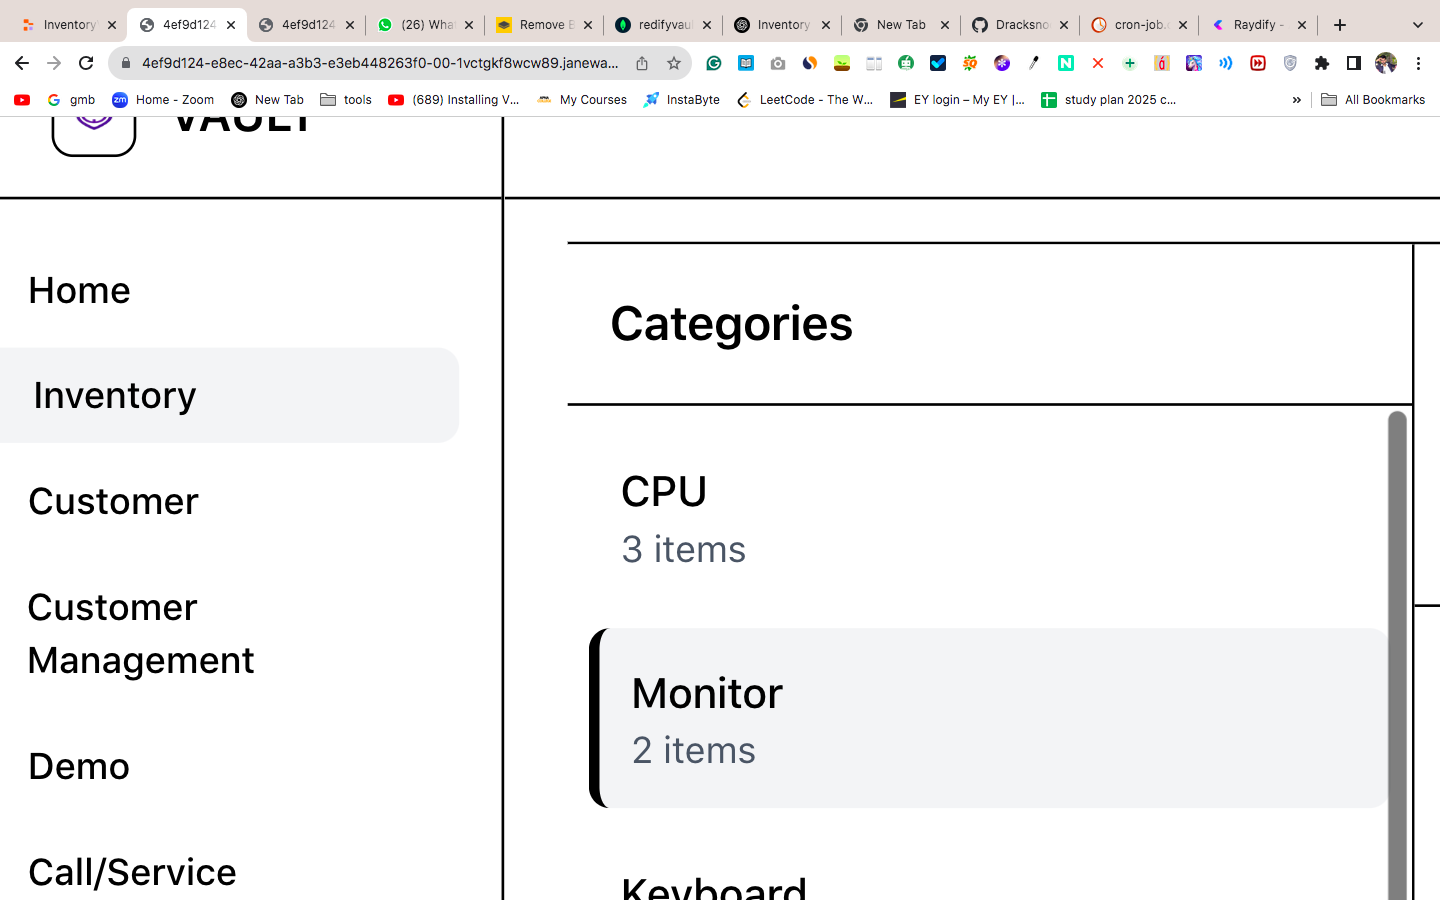 Inventory
4ef9d124
4ef9d124
(26) Wha
Remove B
redifyvaul
Inventory
New Tab
Dracksno
cron-job.
Raydify -
4ef9d124-e8ec-42aa-a3b3-e3eb448263f0-00-1vctgkf8wcw89.janewa...
gmb
Home - Zoom
New Tab
tools
(689) Installing V...
My Courses
InstaByte
LeetCode - The W...
EY login – My EY |...
study plan 2025 c...
»
All Bookmarks
VAULT
Home
Inventory
Customer
Customer
Management
Demo
Call/Service
Categories
CPU
3 items
Monitor
2 items
Keyboard